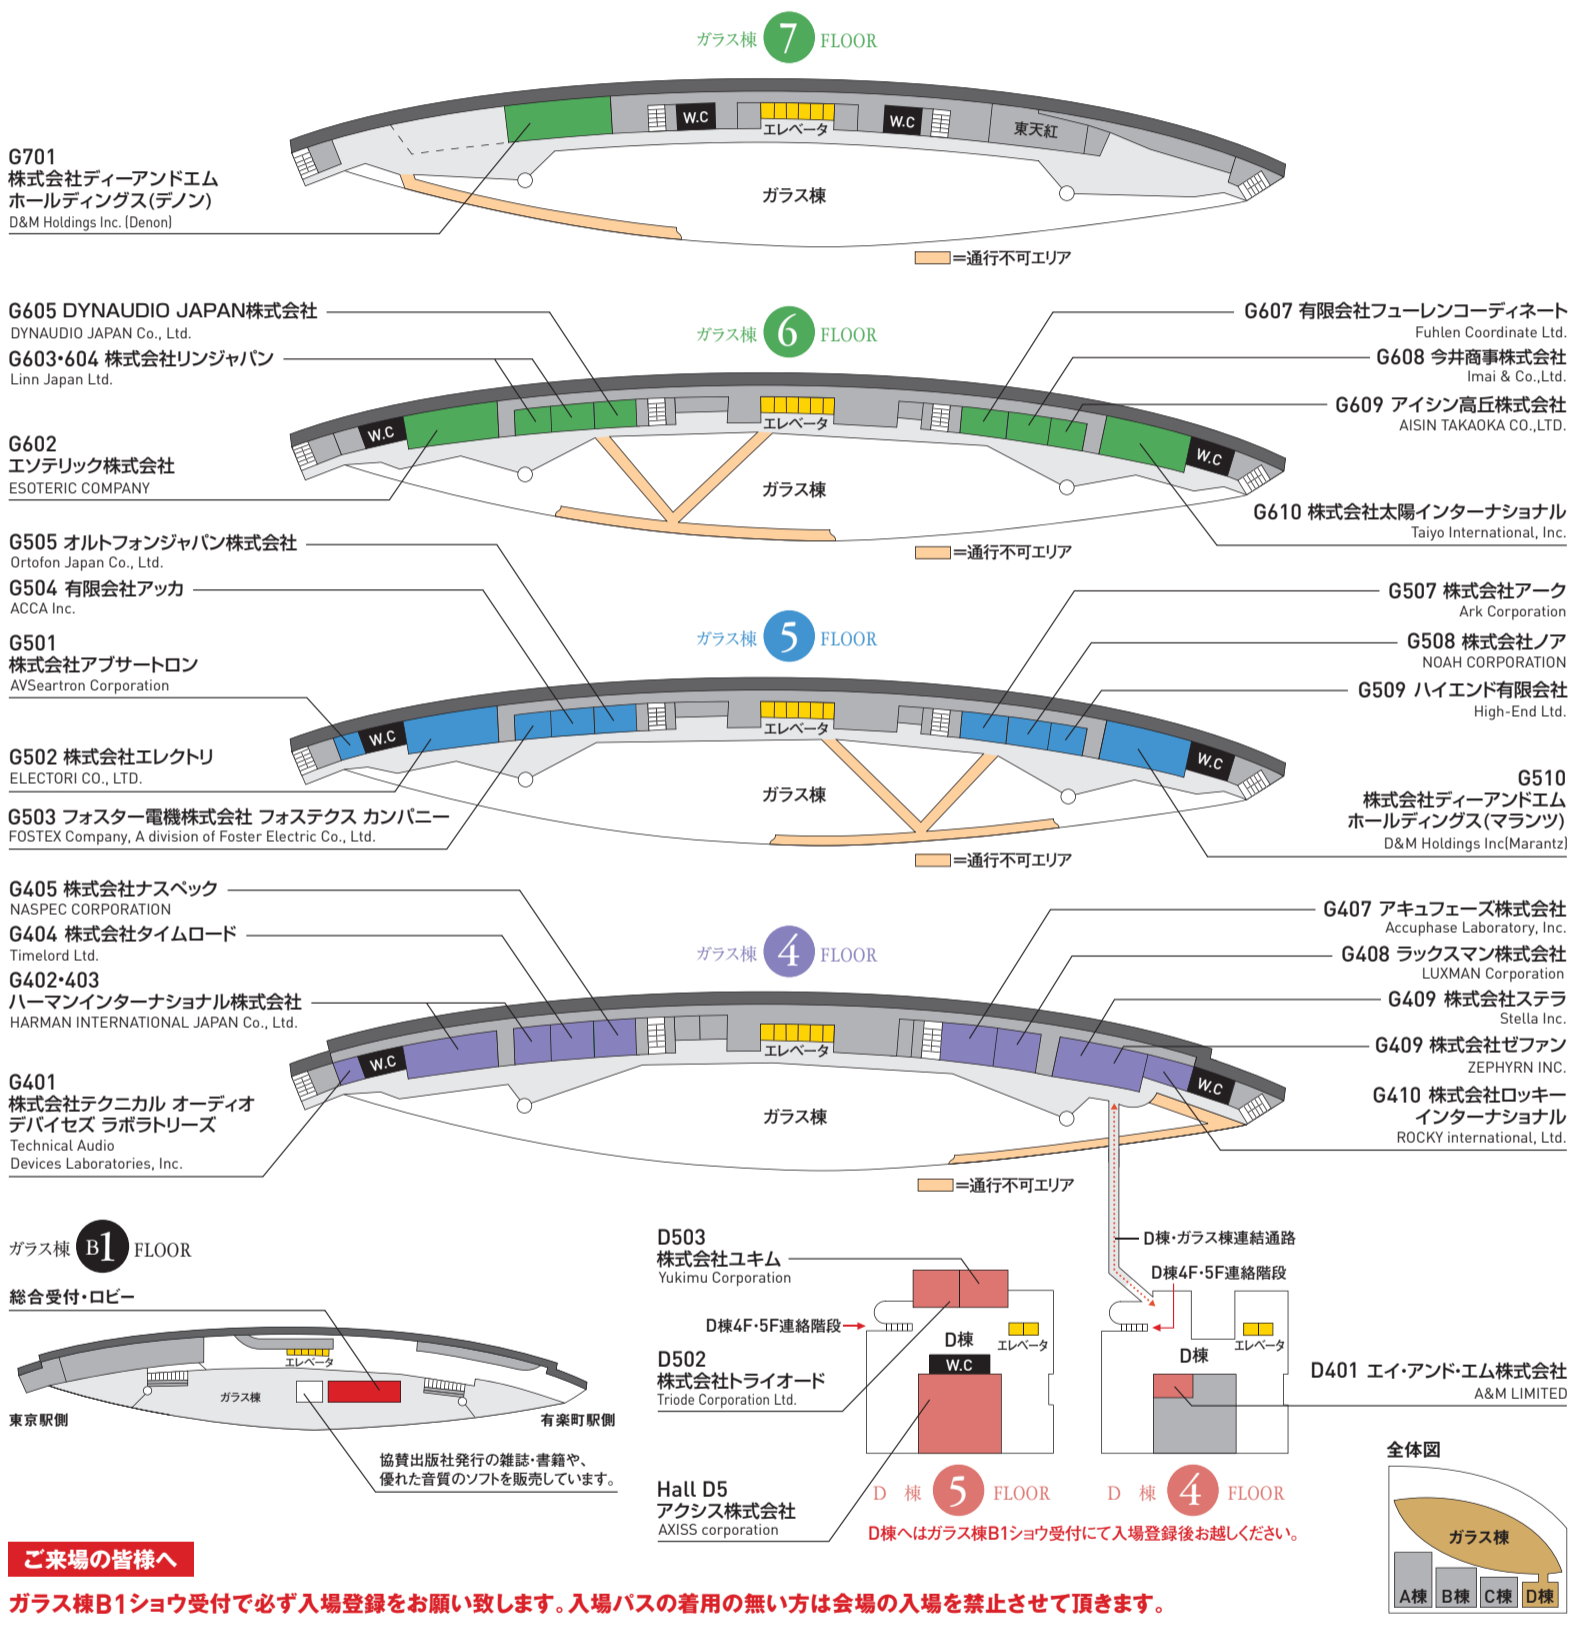 ガラス棟 7 FLOOR
W.C
エレベータ
W.C
東天紅
ガラス棟
G701
株式会社ディーアンドエム
ホールディングス(デノン)
D&M Holdings Inc. (Denon)
=通行不可エリア
ガラス棟 6 FLOOR
G605 DYNAUDIO JAPAN株式会社
DYNAUDIO JAPAN Co., Ltd.
G603・604 株式会社リンジャパン
Linn Japan Ltd.
G602
エソテリック株式会社
ESOTERIC COMPANY
W.C
エレベータ
W.C
ガラス棟
G607 有限会社フューレンコーディネート
Fuhlen Coordinate Ltd.
G608 今井商事株式会社
Imai & Co.,Ltd.
G609 アイシン高丘株式会社
AISIN TAKAOKA CO.,LTD.
G610 株式会社太陽インターナショナル
Taiyo International, Inc.
=通行不可エリア
ガラス棟 5 FLOOR
G505 オルトフォンジャパン株式会社
Ortofon Japan Co., Ltd.
G504 有限会社アッカ
ACCA Inc.
G501
株式会社アブサートロン
AVSeartron Corporation
G502 株式会社エレクトリ
ELECTORI CO., LTD.
G503 フォスター電機株式会社 フォステクス カンパニー
FOSTEX Company, A division of Foster Electric Co., Ltd.
W.C
エレベータ
W.C
ガラス棟
G507 株式会社アーク
Ark Corporation
G508 株式会社ノア
NOAH CORPORATION
G509 ハイエンド有限会社
High-End Ltd.
G510
株式会社ディーアンドエム
ホールディングス(マランツ)
D&M Holdings Inc(Marantz)
=通行不可エリア
ガラス棟 4 FLOOR
G405 株式会社ナスペック
NASPEC CORPORATION
G404 株式会社タイムロード
Timelord Ltd.
G402・403
ハーマンインターナショナル株式会社
HARMAN INTERNATIONAL JAPAN Co., Ltd.
G401
株式会社テクニカル オーディオ
デバイセズ ラボラトリーズ
Technical Audio
Devices Laboratories, Inc.
W.C
エレベータ
W.C
ガラス棟
G407 アキュフェーズ株式会社
Accuphase Laboratory, Inc.
G408 ラックスマン株式会社
LUXMAN Corporation
G409 株式会社ステラ
Stella Inc.
G409 株式会社ゼファン
ZEPHYRN INC.
G410 株式会社ロッキー
インターナショナル
ROCKY international, Ltd.
=通行不可エリア
ガラス棟 B1 FLOOR
総合受付・ロビー
エレベータ
ガラス棟
東京駅側
有楽町駅側
協賛出版社発行の雑誌・書籍や、
優れた音質のソフトを販売しています。
D503
株式会社ユキム
Yukimu Corporation
D棟4F・5F連絡階段
D502
株式会社トライオード
Triode Corporation Ltd.
Hall D5
アクシス株式会社
AXISS corporation
D棟
W.C
エレベータ
D 棟 5 FLOOR
D棟・ガラス棟連結通路
D棟4F・5F連絡階段
D棟
エレベータ
D401 エイ・アンド・エム株式会社
A&M LIMITED
D 棟 4 FLOOR
D棟へはガラス棟B1ショウ受付にて入場登録後お越しください。
全体図
ガラス棟
A棟
B棟
C棟
D棟
ご来場の皆様へ
ガラス棟B1ショウ受付で必ず入場登録をお願い致します。入場パスの着用の無い方は会場の入場を禁止させて頂きます。